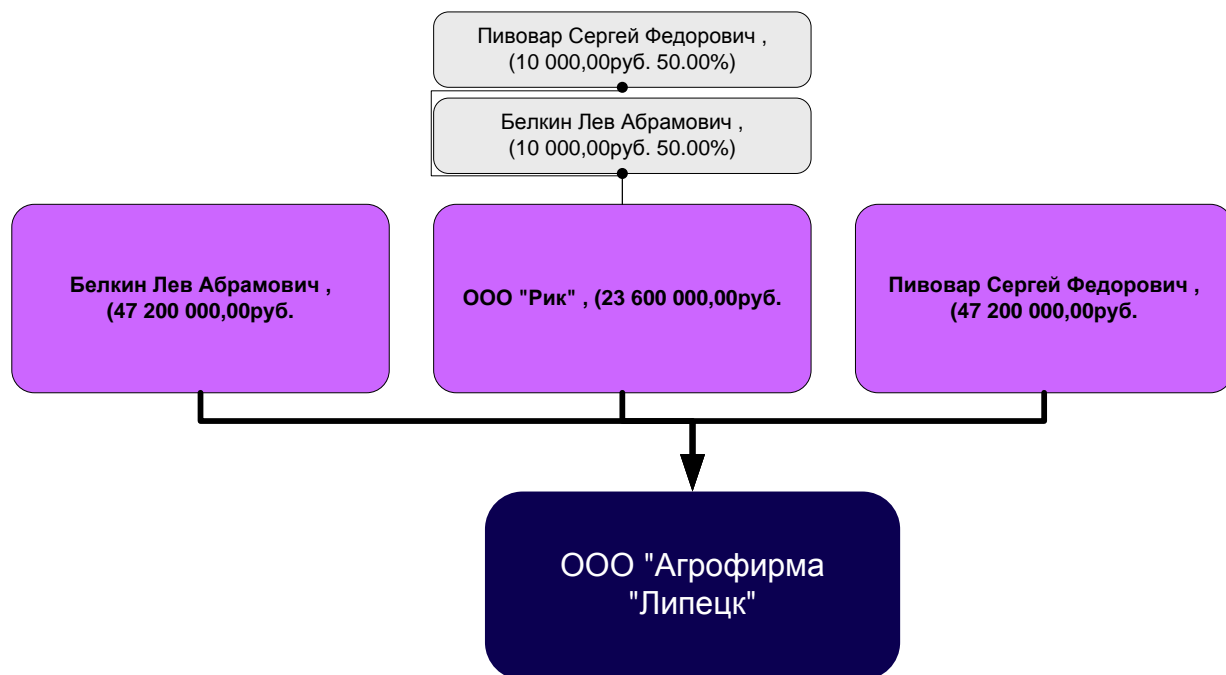 Пивовар Сергей Федорович ,
(10 000,00руб. 50.00%)
Белкин Лев Абрамович ,
(10 000,00руб. 50.00%)
Белкин Лев Абрамович ,
(47 200 000,00руб.
ООО "Рик" , (23 600 000,00руб.
Пивовар Сергей Федорович ,
(47 200 000,00руб.
ООО "Агрофирма
"Липецк"